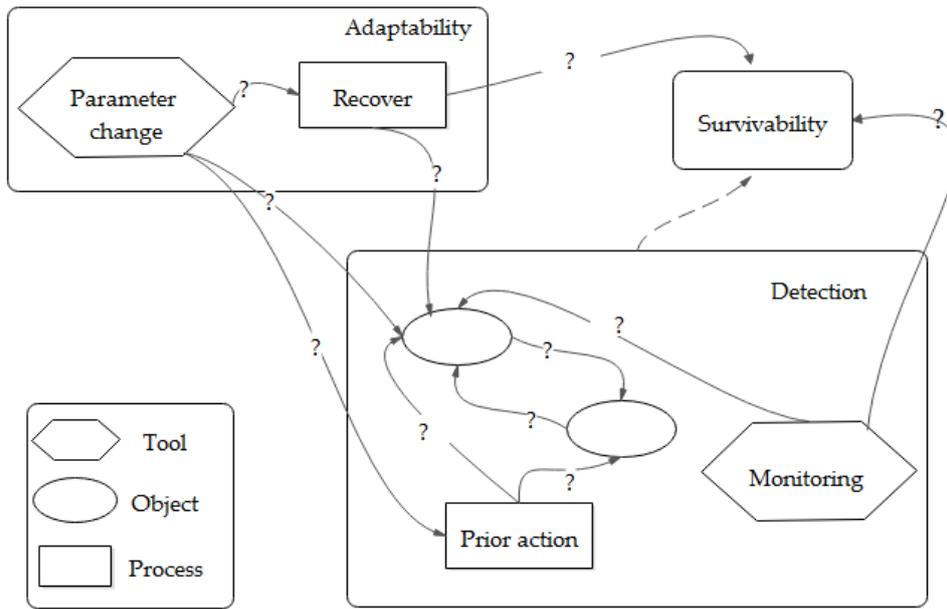 Adaptability
Parameter
change
?
Recover
?
Survivability
?
?
?
Detection
?
?
?
?
?
?
Monitoring
Prior action
Tool
Object
Process